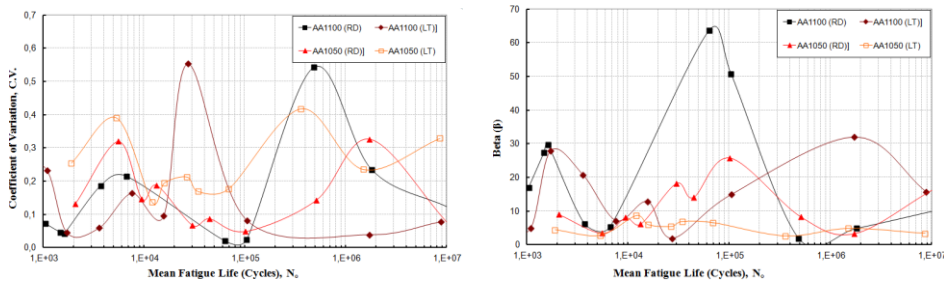 AA1100 (RD)
AA1100 (LT)]
AA1050 (RD)]
AA1050 (LT)
Coefficient of Variation, C.V.
0,7
0,6
0,5
0,4
0,3
0,2
0,1
0,0
1,E+03
1,E+04
1,E+05
1,E+06
1,E+07
Mean Fatigue Life (Cycles), Nₒ
AA1100 (RD)
AA1100 (LT)]
AA1050 (RD)]
AA1050 (LT)
Beta (β)
70
60
50
40
30
20
10
0
1,E+03
1,E+04
1,E+05
1,E+06
1,E+07
Mean Fatigue Life (Cycles), Nₒ